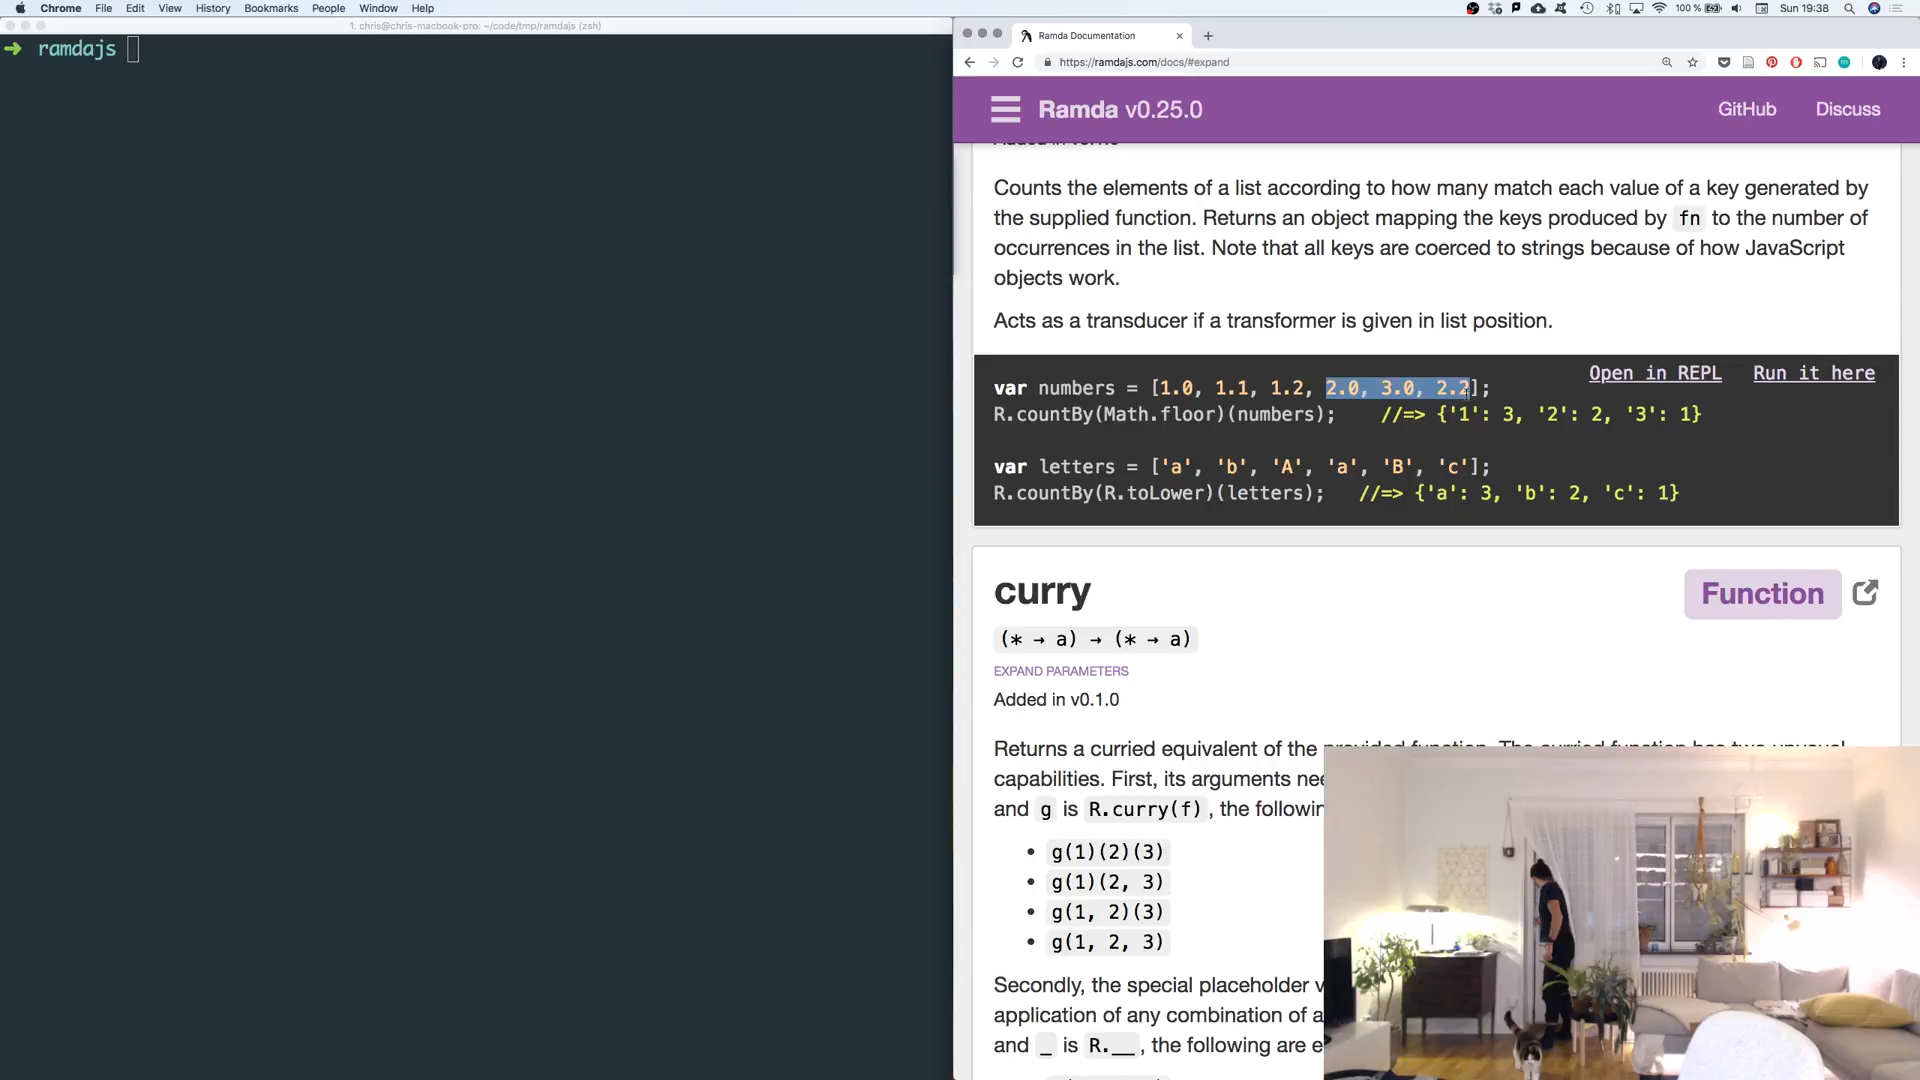 Chrome File Edit View History Bookmarks People Window Help
100 % Sun 19:38
1. chris@chris-macbook-pro: ~/code/tmp/ramdajs (zsh)
➜ ramdajs
Ramda Documentation
https://ramdajs.com/docs/#expand
Ramda v0.25.0 GitHub Discuss
Counts the elements of a list according to how many match each value of a key generated by
the supplied function. Returns an object mapping the keys produced by fn to the number of
occurrences in the list. Note that all keys are coerced to strings because of how JavaScript
objects work.
Acts as a transducer if a transformer is given in list position.
Open in REPL Run it here
var numbers = [1.0, 1.1, 1.2, 2.0, 3.0, 2.2];
R.countBy(Math.floor)(numbers);    //=> {'1': 3, '2': 2, '3': 1}
var letters = ['a', 'b', 'A', 'a', 'B', 'c'];
R.countBy(R.toLower)(letters);   //=> {'a': 3, 'b': 2, 'c': 1}
curry Function
(* → a) → (* → a)
EXPAND PARAMETERS
Added in v0.1.0
Returns a curried equivalent of the provided function. The curried function has two unusual
capabilities. First, its arguments nee
and g is R.curry(f), the followin
• g(1)(2)(3)
• g(1)(2, 3)
• g(1, 2)(3)
• g(1, 2, 3)
Secondly, the special placeholder v
application of any combination of a
and _ is R.__, the following are e